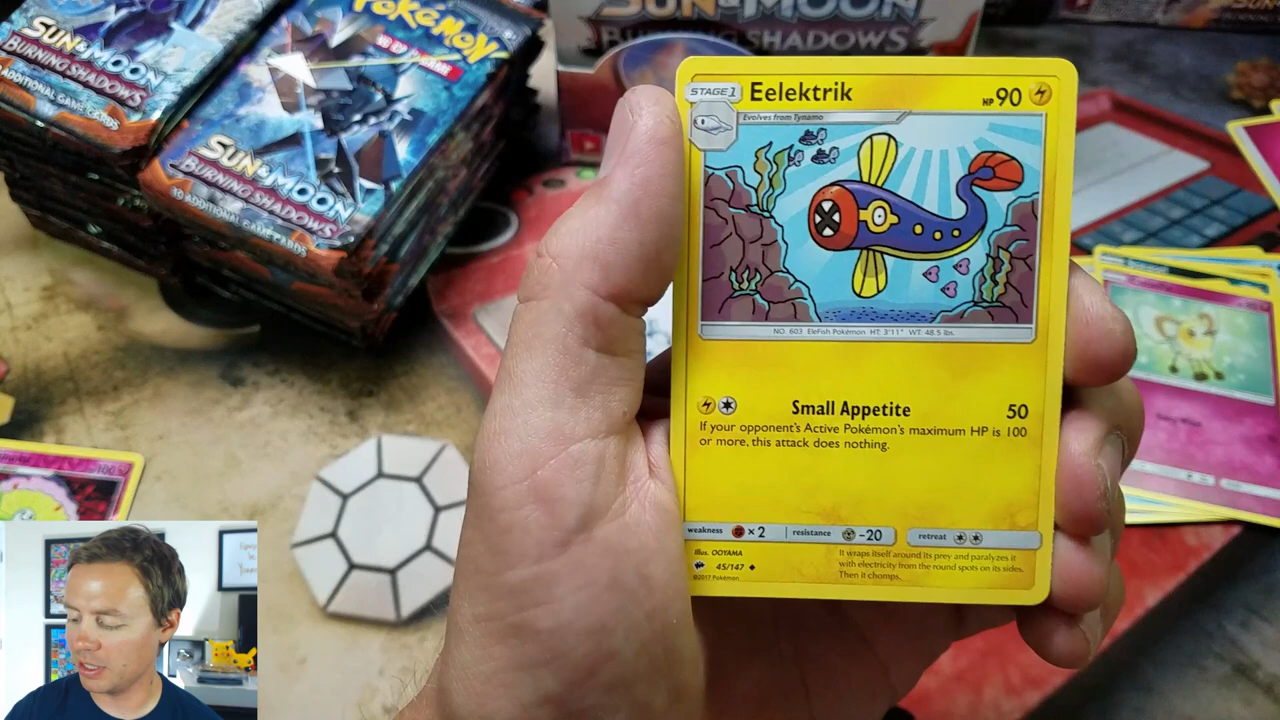 SUN & MOON
BURNING SHADOWS
ADDITIONAL GAME CARDS
POKÉMON
SUN & MOON
BURNING SHADOWS
10 ADDITIONAL GAME CARDS
SUN & MOON
BURNING SHADOWS
STAGE 1
Eelektrik
HP 90
Evolves from Tynamo
NO. 603 EleFish Pokémon HT: 3'11" WT: 48.5 lbs.
Small Appetite 50
If your opponent's Active Pokémon's maximum HP is 100
or more, this attack does nothing.
weakness ×2 resistance -20 retreat
Illus. OOYAMA
45/147
©2017 Pokémon
It wraps itself around its prey and paralyzes it
with electricity from the round spots on its sides.
Then it chomps.
100